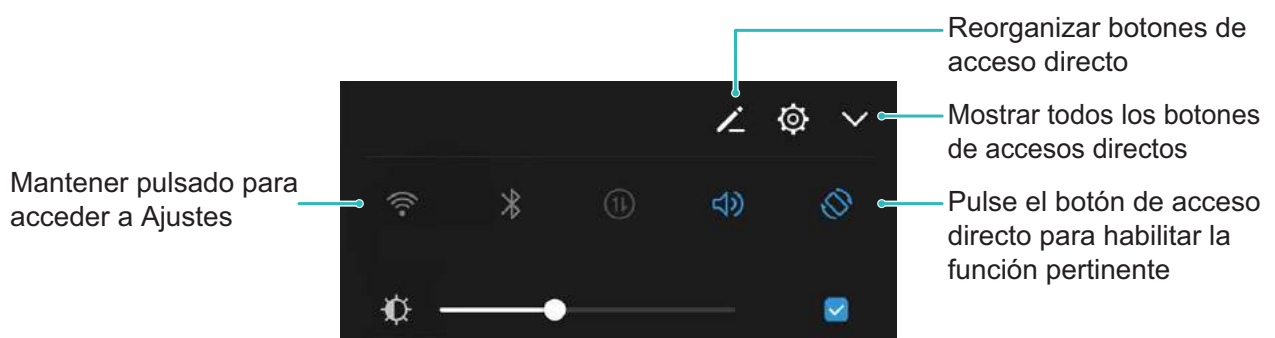 Reorganizar botones de
acceso directo
Mostrar todos los botones
de accesos directos
Mantener pulsado para
acceder a Ajustes
Pulse el botón de acceso
directo para habilitar la
función pertinente